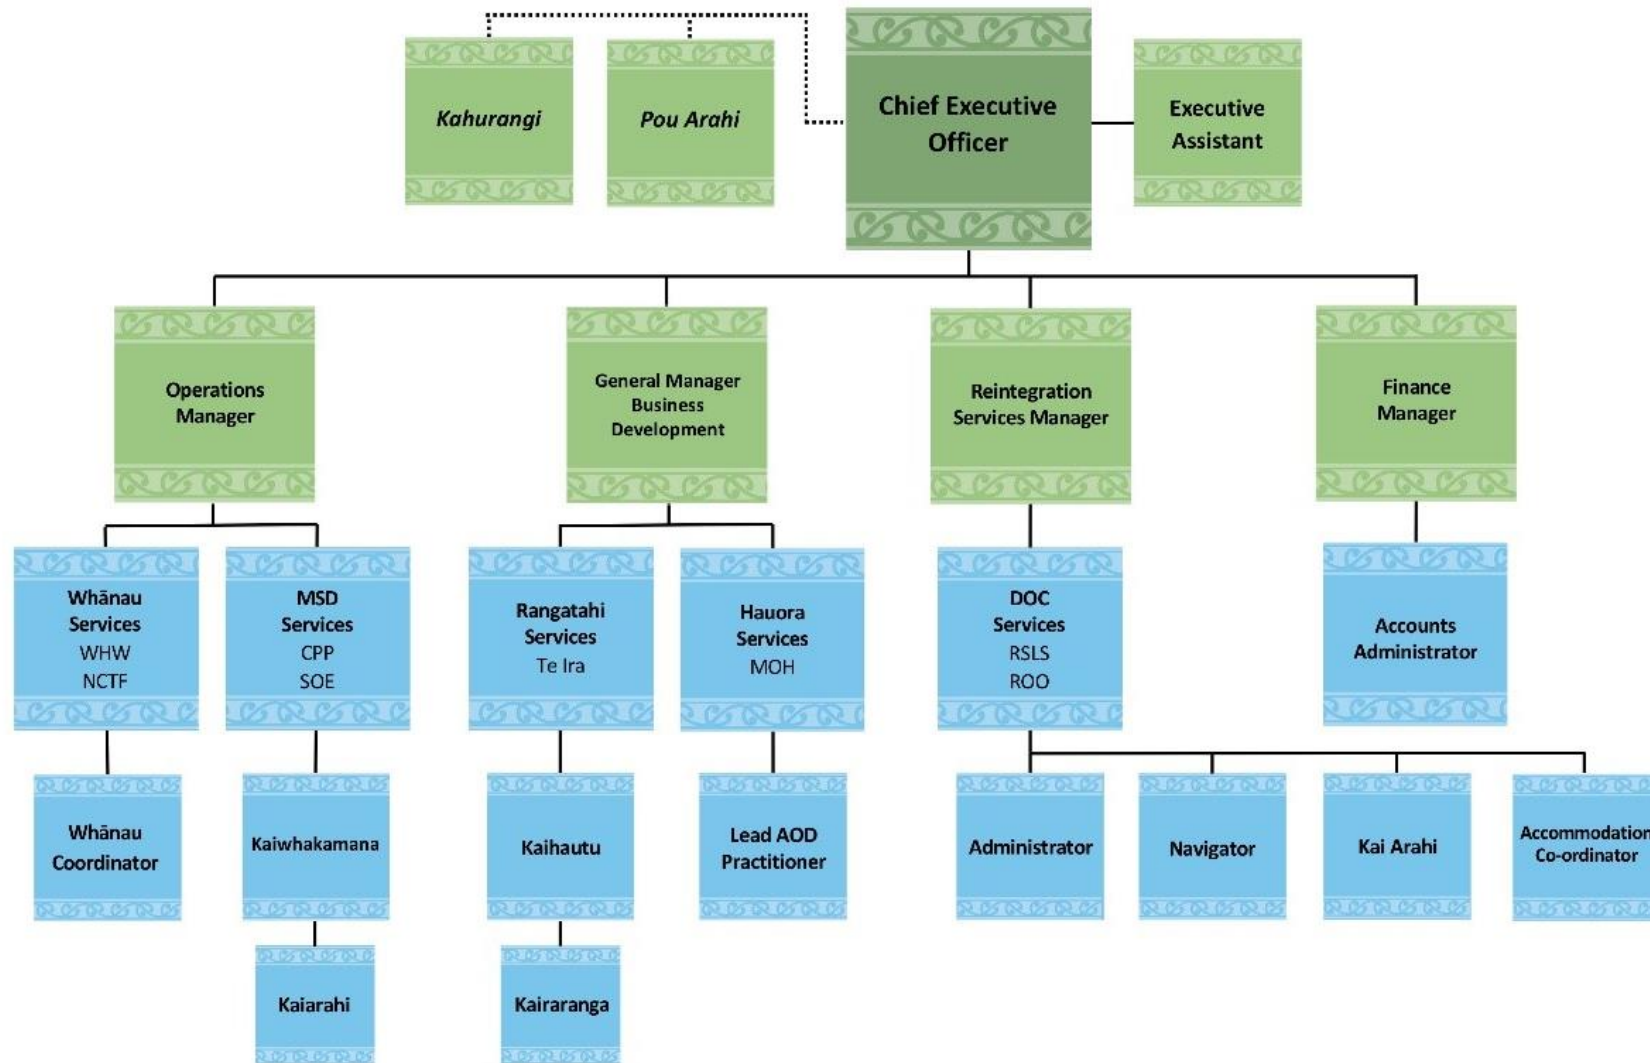 Kahurangi
Pou Arahi
Chief Executive
Officer
Executive
Assistant
Operations
Manager
General Manager
Business
Development
Reintegration
Services Manager
Finance
Manager
Whānau
Services
WHW
NCTF
MSD
Services
CPP
SOE
Rangatahi
Services
Te Ira
Hauora
Services
MOH
DOC
Services
RSLS
ROO
Accounts
Administrator
Whānau
Coordinator
Kaiwhakamana
Kaihautu
Lead AOD
Practitioner
Administrator
Navigator
Kai Arahi
Accommodation
Co-ordinator
Kaiarahi
Kairaranga